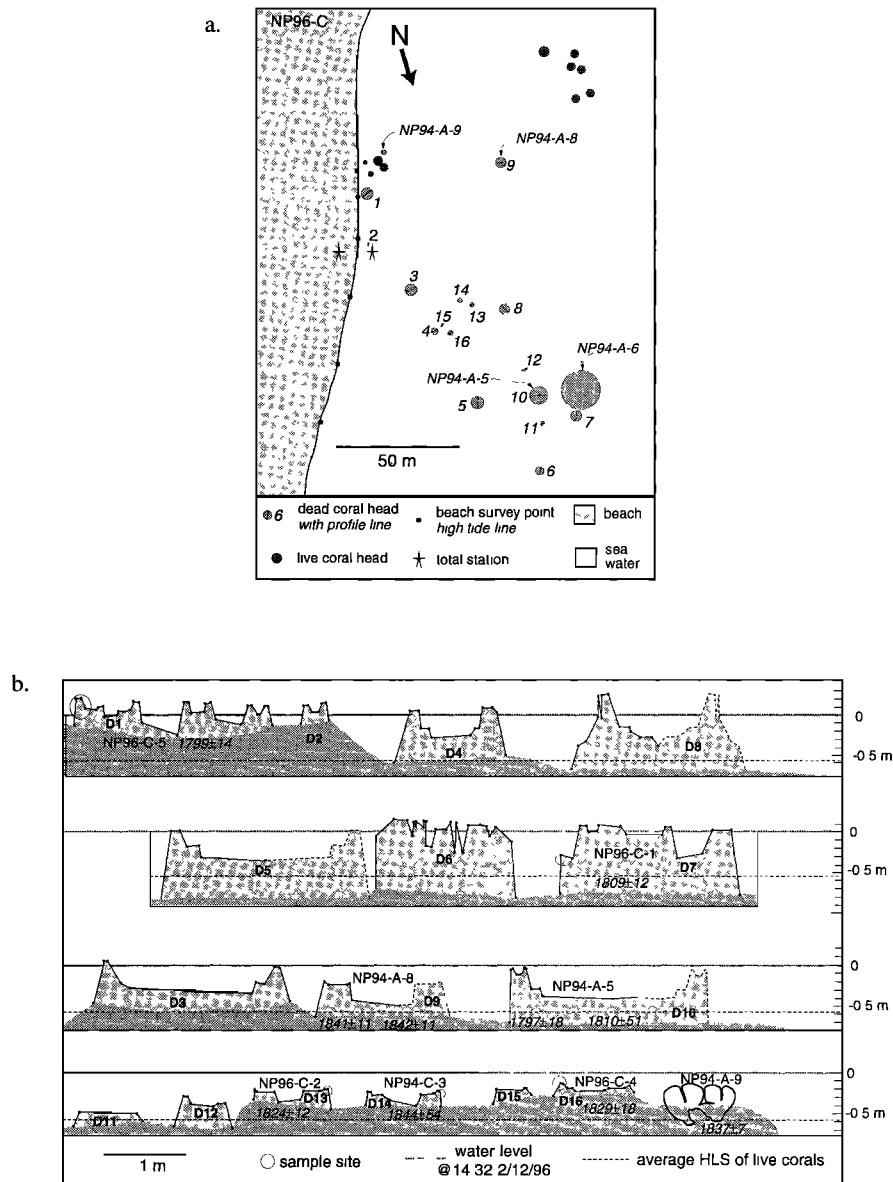 a.
NP96-C
N
NP94-A-9
NP94-A-8
9
1
2
3
14
13
8
15
4
16
12
NP94-A-6
NP94-A-5
10
5
7
11
6
50 m
6 dead coral head
with profile line
beach survey point
high tide line
beach
live coral head
total station
sea
water
b.
D1
NP96-C-5 1799±14
D2
D4
D8
0
-0 5 m
D5
D6
NP96-C-1
1809±12
D7
0
-0 5 m
D3
NP94-A-8
D9
1841±11 1842±11
NP94-A-5
1797±18 1810±51
D10
0
-0 5 m
D11
D12
NP96-C-2
D13
1824±12
NP94-C-3
D14
1844±54
D15
NP96-C-4
D16
1829±18
NP94-A-9
1837±7
0
-0 5 m
1 m
sample site
water level
@ 14 32 2/12/96
average HLS of live corals